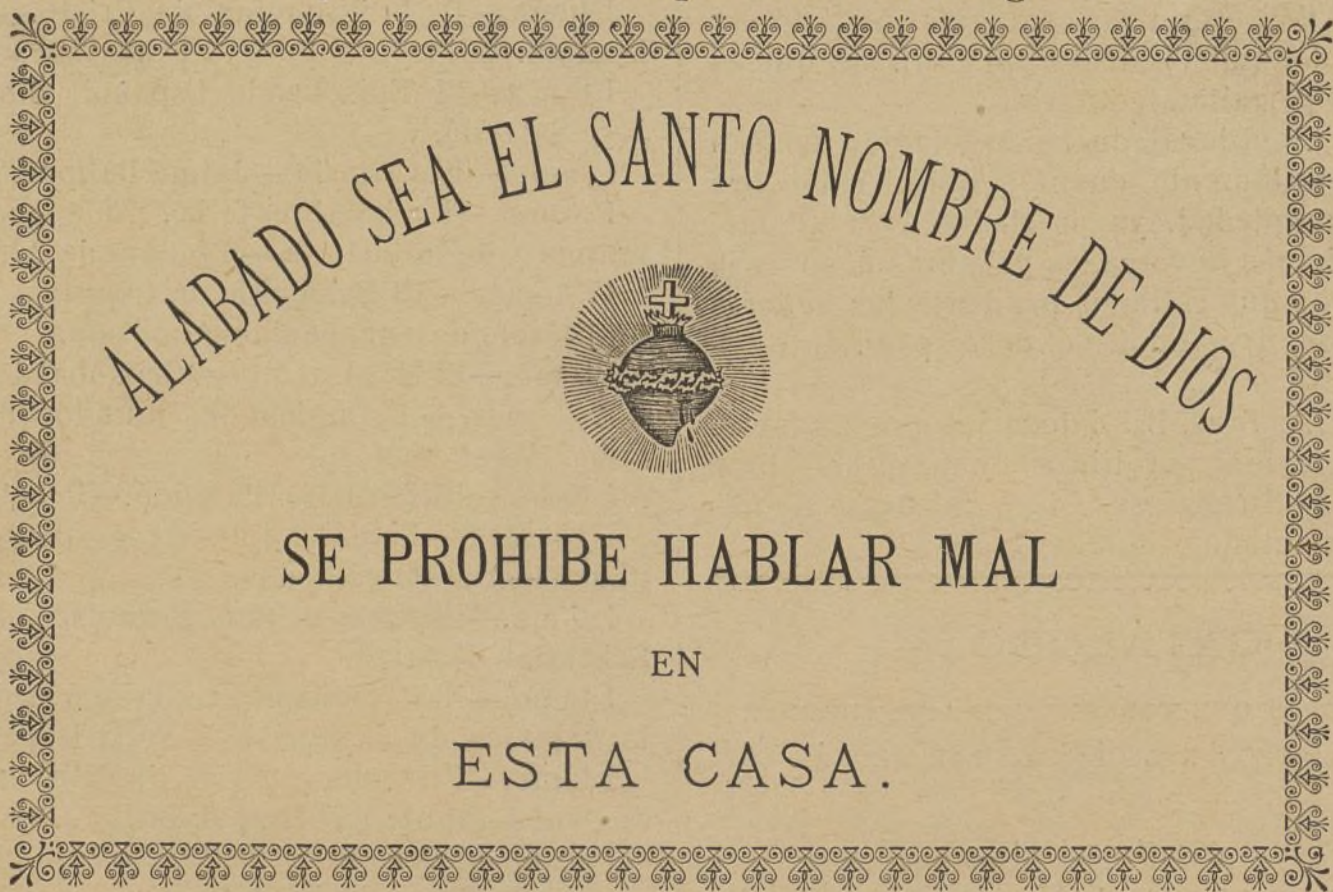 ALABADO SEA EL SANTO NOMBRE DE DIOS
SE PROHIBE HABLAR MAL
EN
ESTA CASA.